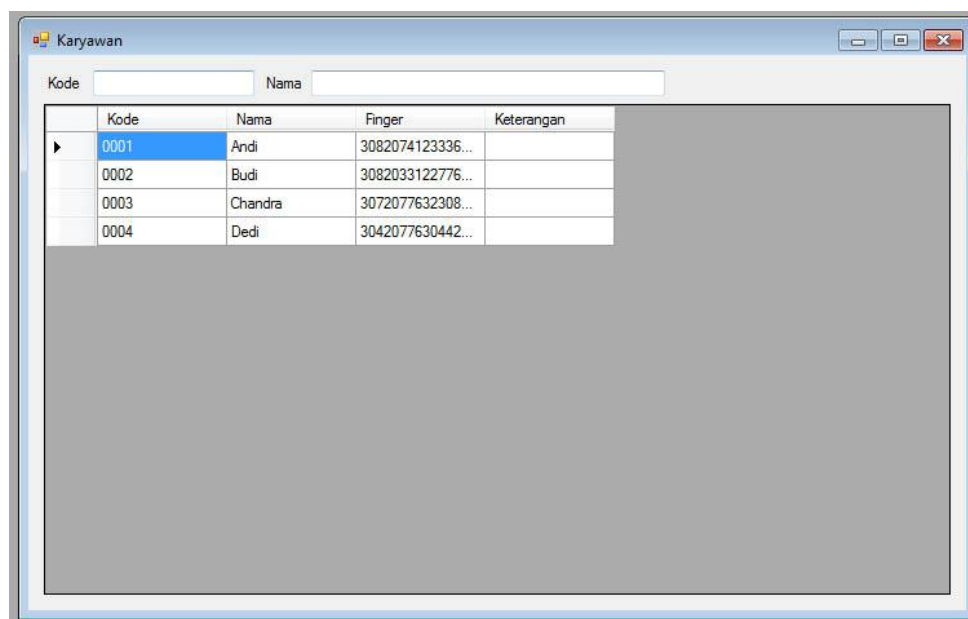 Karyawan
Kode Nama
Kode Nama Finger Keterangan
0001 Andi 3082074123336...
0002 Budi 3082033122776...
0003 Chandra 3072077632308...
0004 Dedi 3042077630442...